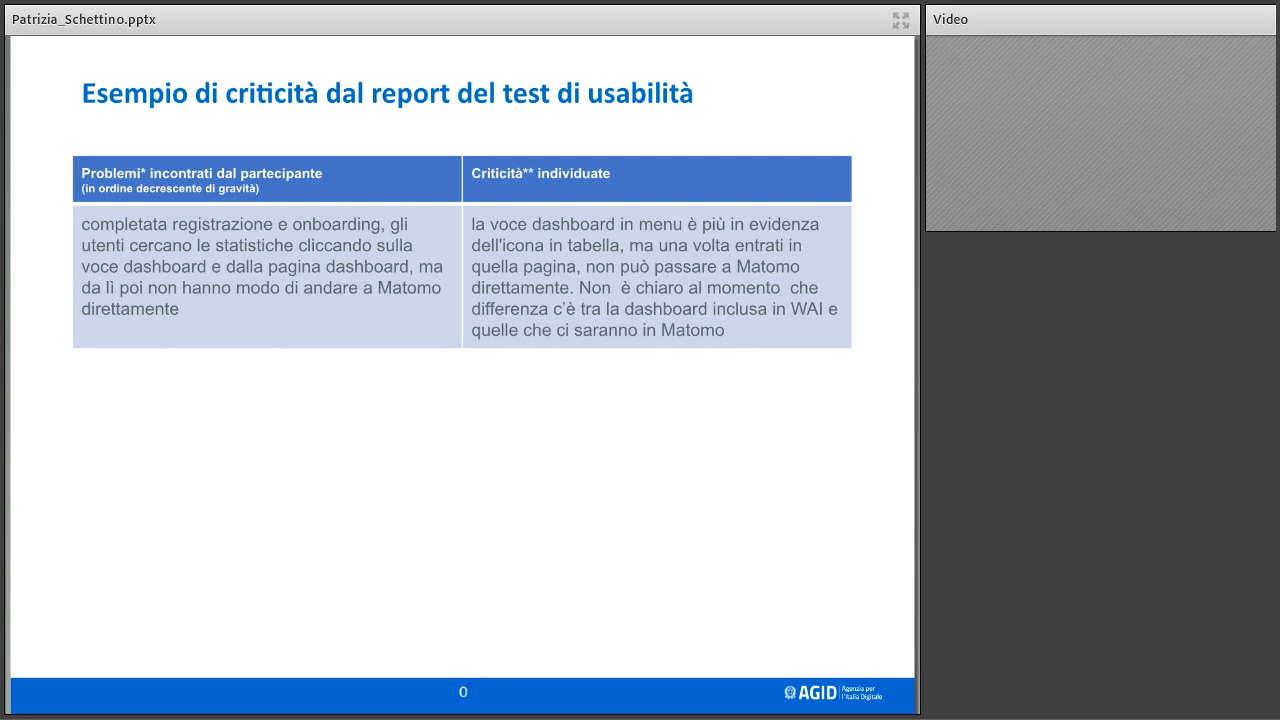 Patrizia_Schettino.pptx
Video
Esempio di criticità dal report del test di usabilità
Problemi* incontrati dal partecipante
(in ordine decrescente di gravità)
Criticità** individuate
completata registrazione e onboarding, gli
utenti cercano le statistiche cliccando sulla
voce dashboard e dalla pagina dashboard, ma
da lì poi non hanno modo di andare a Matomo
direttamente
la voce dashboard in menu è più in evidenza
dell'icona in tabella, ma una volta entrati in
quella pagina, non può passare a Matomo
direttamente. Non  è chiaro al momento  che
differenza c’è tra la dashboard inclusa in WAI e
quelle che ci saranno in Matomo
0
AGID
Agenzia per
l'Italia Digitale